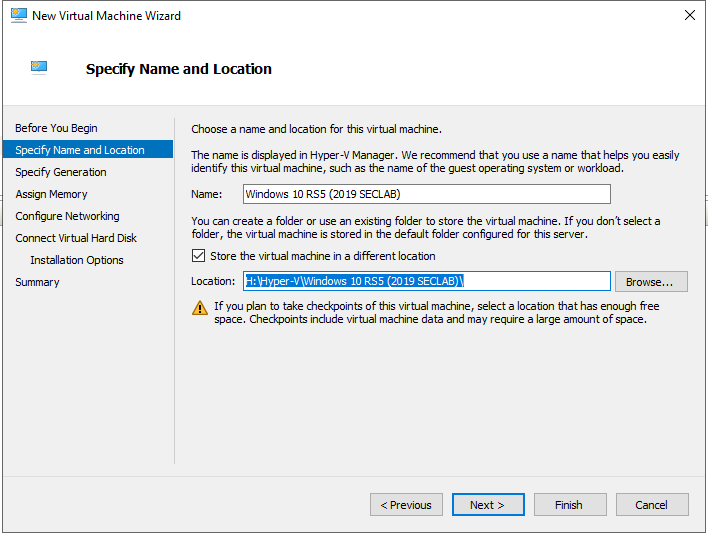 New Virtual Machine Wizard
Specify Name and Location
Before You Begin
Specify Name and Location
Specify Generation
Assign Memory
Configure Networking
Connect Virtual Hard Disk
Installation Options
Summary
Choose a name and location for this virtual machine.
The name is displayed in Hyper-V Manager. We recommend that you use a name that helps you easily
identify this virtual machine, such as the name of the guest operating system or workload.
Name: Windows 10 RS5 (2019 SECLAB)
You can create a folder or use an existing folder to store the virtual machine. If you don't select a
folder, the virtual machine is stored in the default folder configured for this server.
Store the virtual machine in a different location
Location: H:\Hyper-V\Windows 10 RS5 (2019 SECLAB)\ Browse...
If you plan to take checkpoints of this virtual machine, select a location that has enough free
space. Checkpoints include virtual machine data and may require a large amount of space.
< Previous Next > Finish Cancel